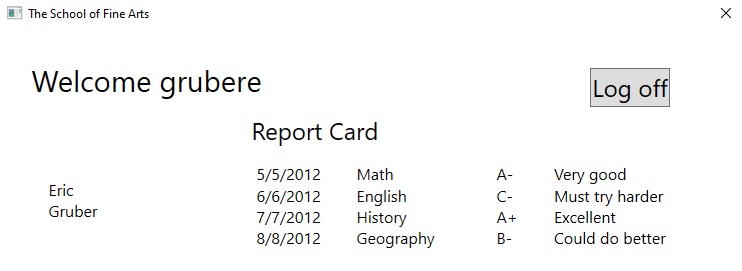 The School of Fine Arts
Welcome grubere
Log off
Report Card
Eric
Gruber
5/5/2012 Math A- Very good
6/6/2012 English C- Must try harder
7/7/2012 History A+ Excellent
8/8/2012 Geography B- Could do better